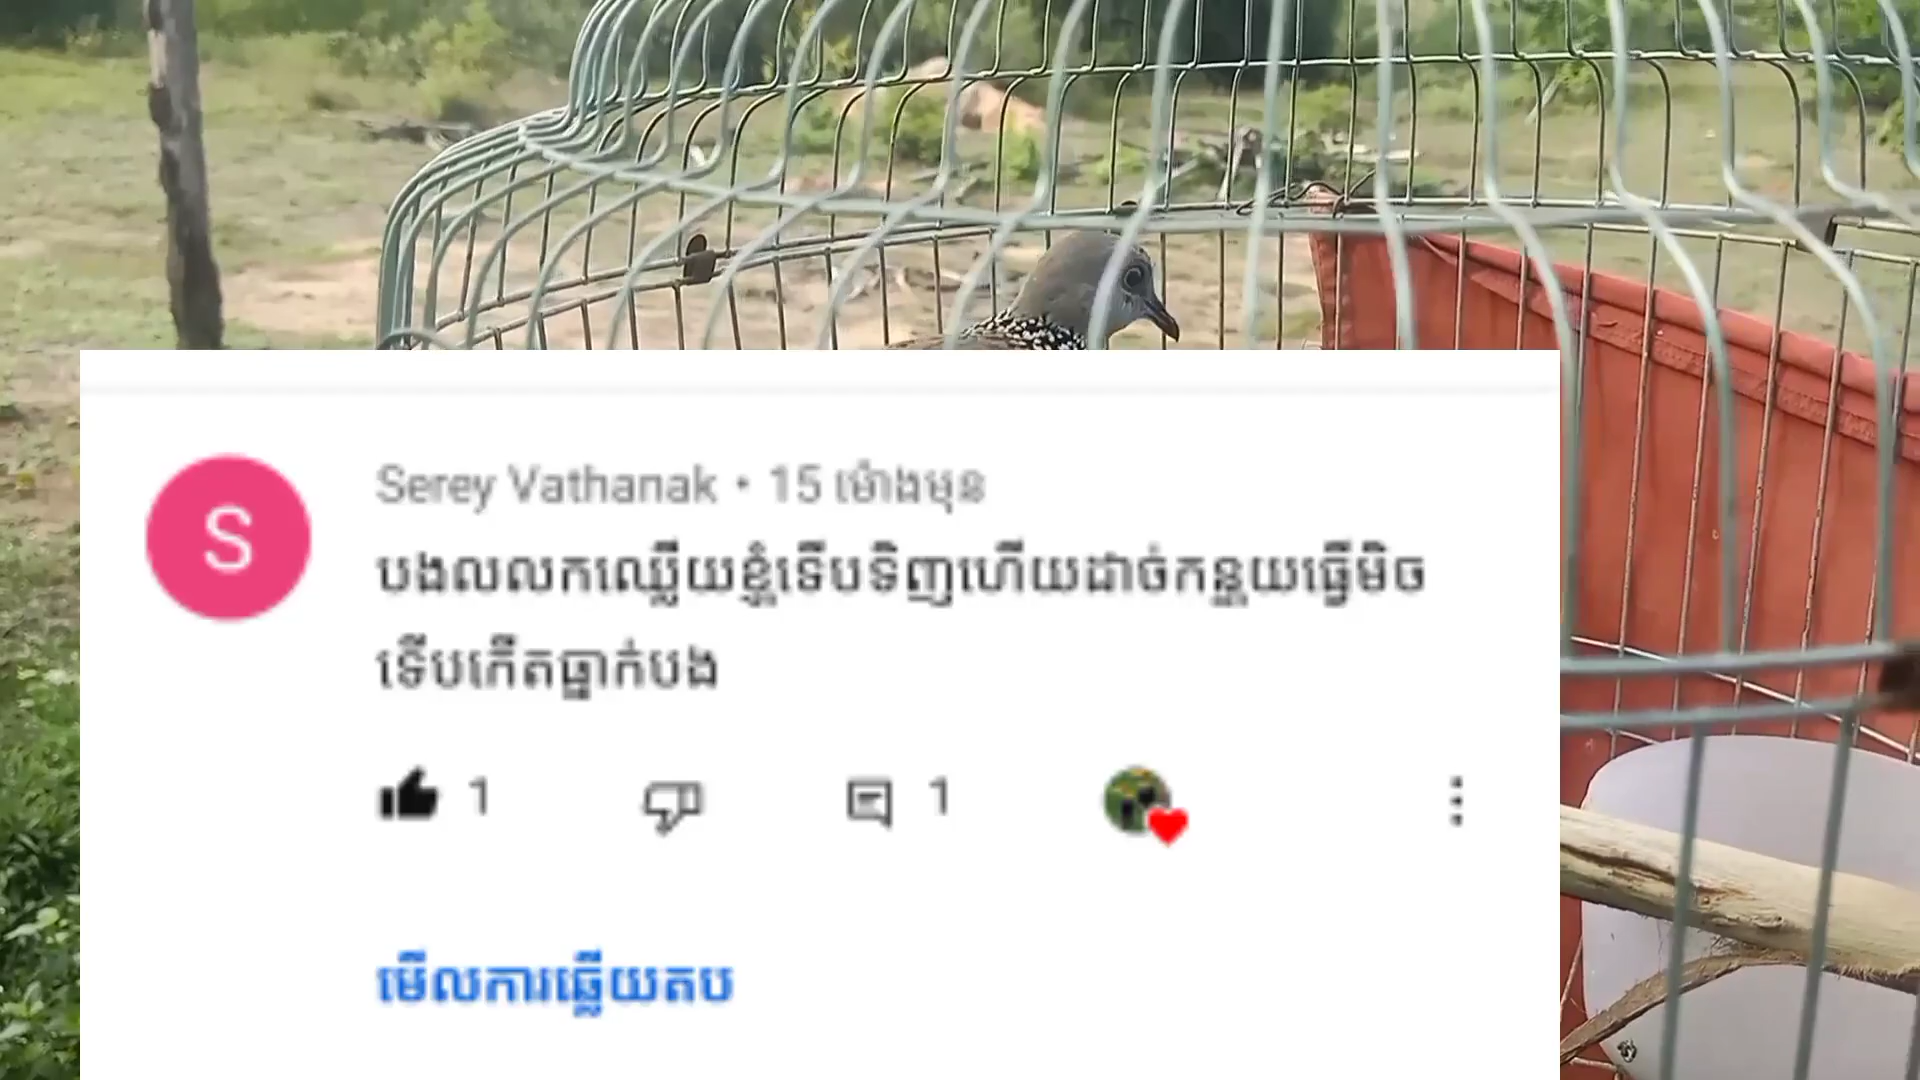 S
Serey Vathanak • 15 ម៉ោងមុន
បងលលកឈ្លើយខ្ញុំទើបទិញហើយដាច់កន្ទុយធ្វើមិច
ទើបកើតធ្នាក់បង
1
1
មើលការឆ្លើយតប